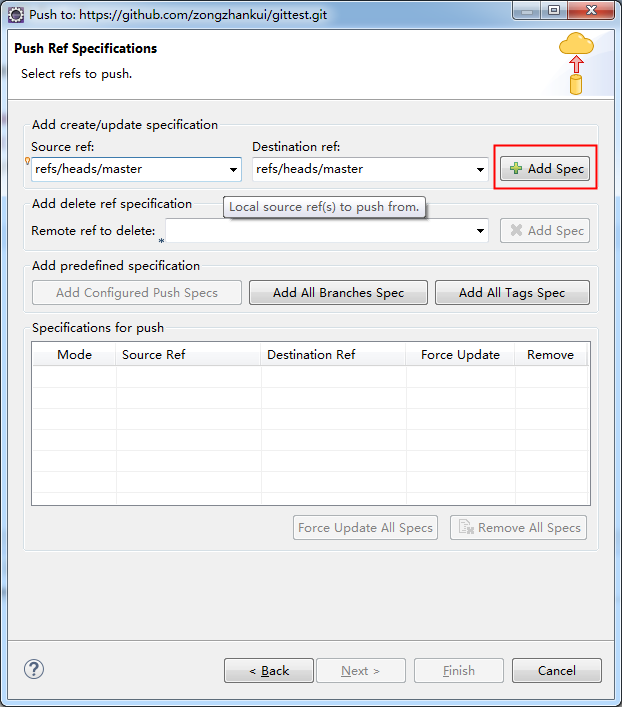 Push to: https://github.com/zongzhankui/gittest.git
Push Ref Specifications
Select refs to push.
Add create/update specification
Source ref: Destination ref:
refs/heads/master refs/heads/master Add Spec
Add delete ref specification
Local source ref(s) to push from.
Remote ref to delete: Add Spec
Add predefined specification
Add Configured Push Specs Add All Branches Spec Add All Tags Spec
Specifications for push
Mode Source Ref Destination Ref Force Update Remove
Force Update All Specs Remove All Specs
? < Back Next > Finish Cancel